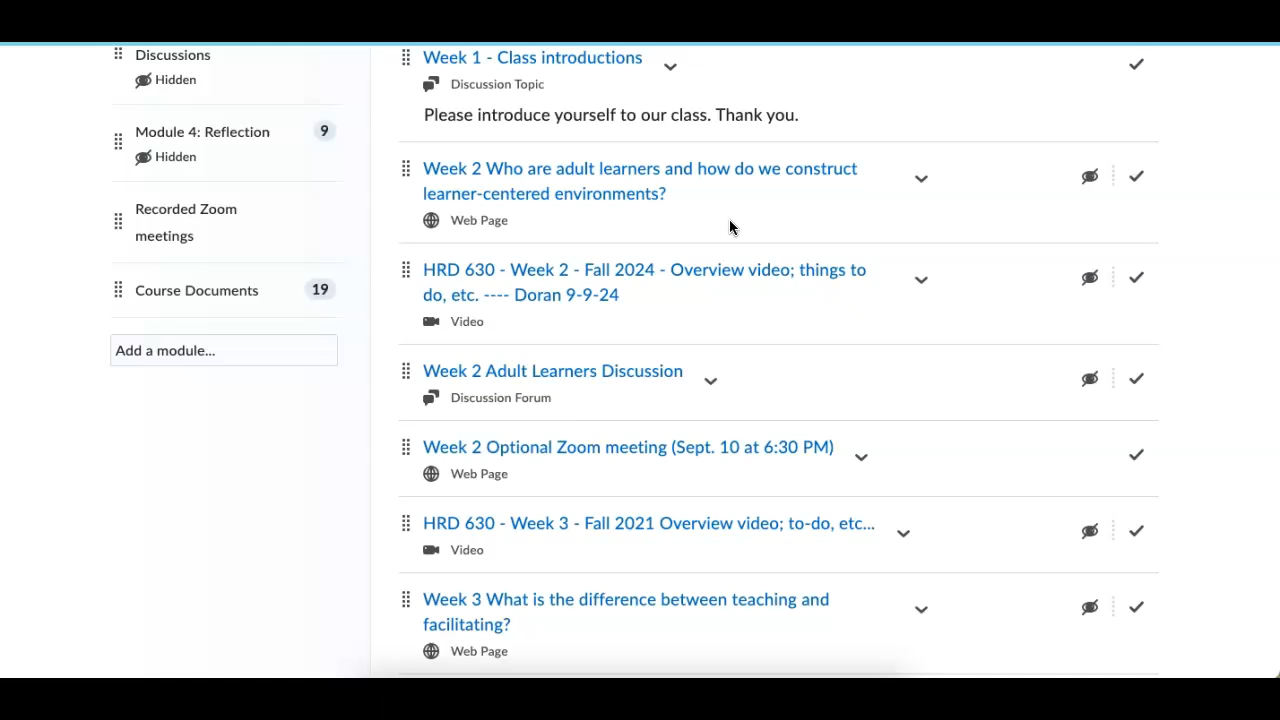 Discussions
Hidden
Module 4: Reflection
9
Hidden
Recorded Zoom
meetings
Course Documents
19
Add a module...
Week 1 - Class introductions
Discussion Topic
Please introduce yourself to our class. Thank you.
Week 2 Who are adult learners and how do we construct
learner-centered environments?
Web Page
HRD 630 - Week 2 - Fall 2024 - Overview video; things to
do, etc. ---- Doran 9-9-24
Video
Week 2 Adult Learners Discussion
Discussion Forum
Week 2 Optional Zoom meeting (Sept. 10 at 6:30 PM)
Web Page
HRD 630 - Week 3 - Fall 2021 Overview video; to-do, etc...
Video
Week 3 What is the difference between teaching and
facilitating?
Web Page